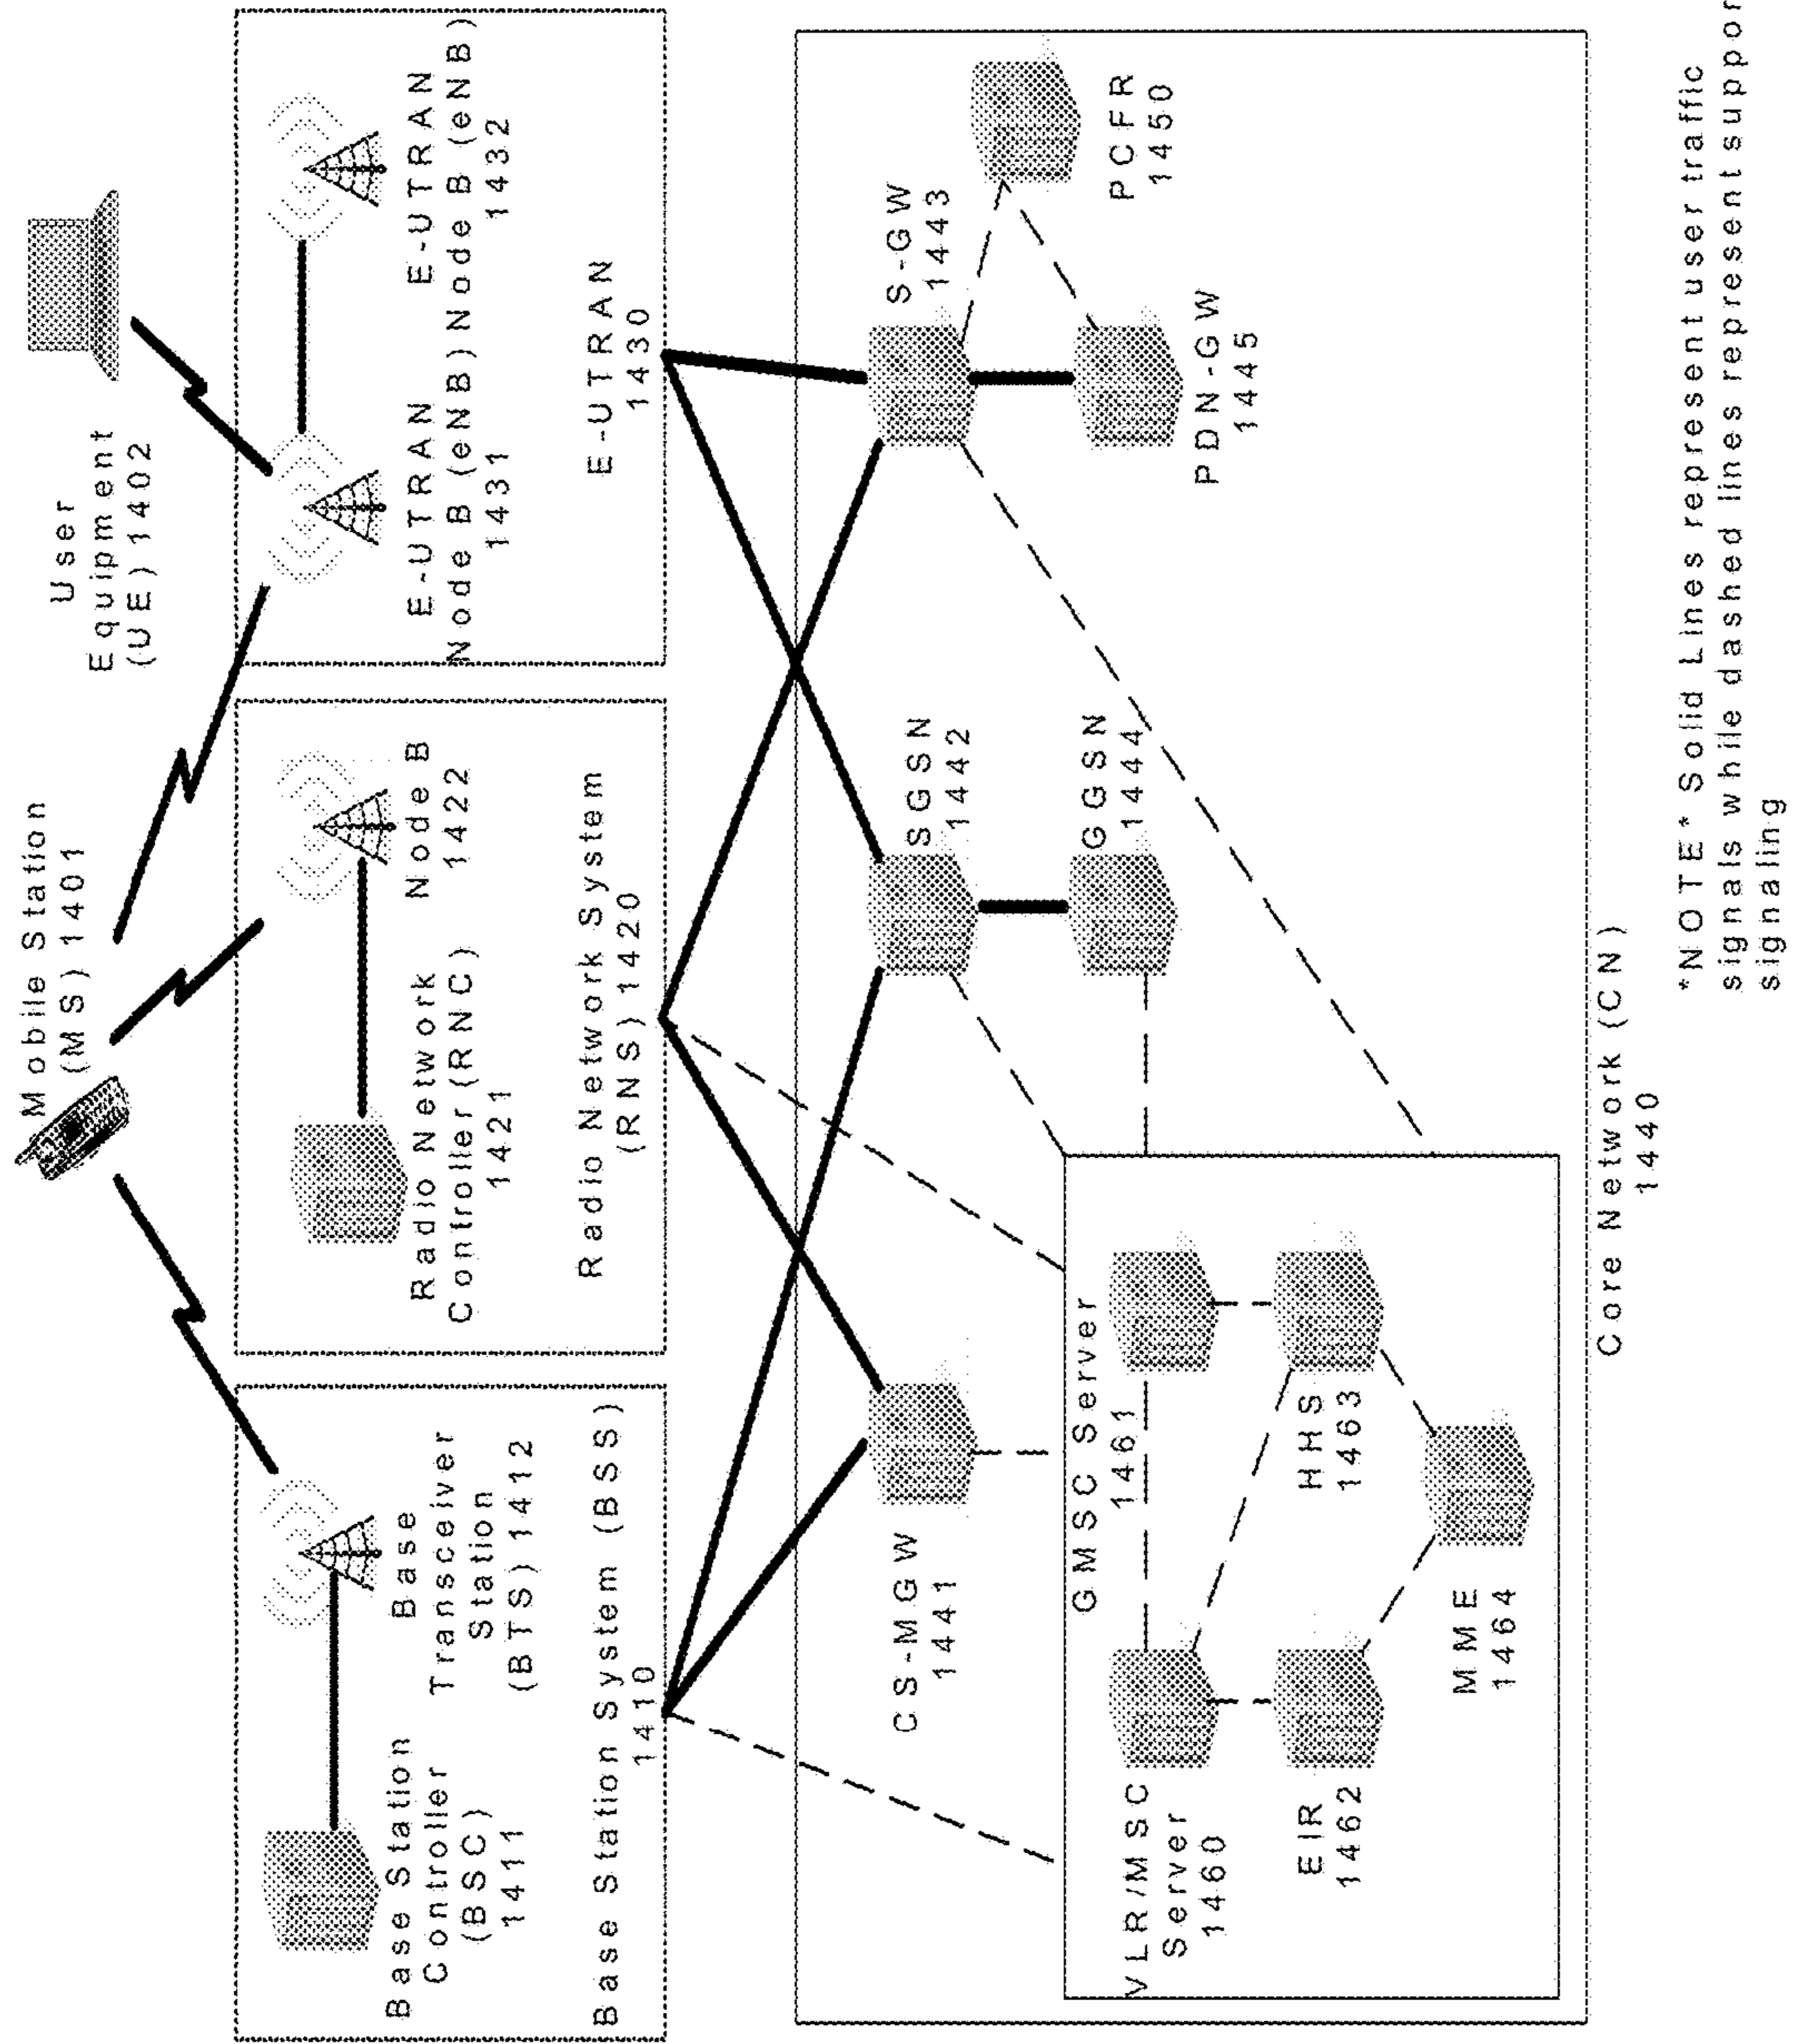 Mobile Station
(MS) 1401
User
Equipment
(UE) 1402
Base Station
Controller
(BSC)
1411
Base
Transceiver
Station
(BTS) 1412
Base Station System (BSS)
1410
Radio Network
Controller (RNC)
1421
Node B
1422
Radio Network System
(RNS) 1420
E-UTRAN
Node B (eNB)
1431
E-UTRAN
Node B (eNB)
1432
E-UTRAN
1430
CS-MGW
1441
SGSN
1442
S-GW
1443
GGSN
1444
PDN-GW
1445
PCFR
1450
VLR/MSC
Server
1460
GMSC Server
1461
EIR
1462
HHS
1463
MME
1464
Core Network (CN)
1440
*NOTE* Solid Lines represent user traffic
signals while dashed lines represent suppor
signaling